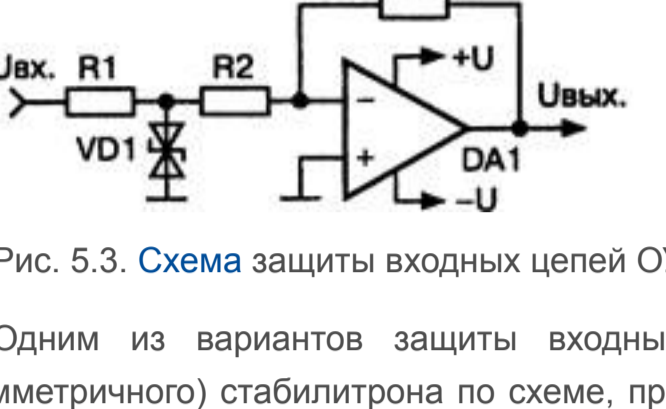 Uвх. R1 R2 +U Uвых.
VD1 − + DA1
−U
Рис. 5.3. Схема защиты входных цепей ОУ
Одним из вариантов защиты входны
мметричного) стабилитрона по схеме, пр